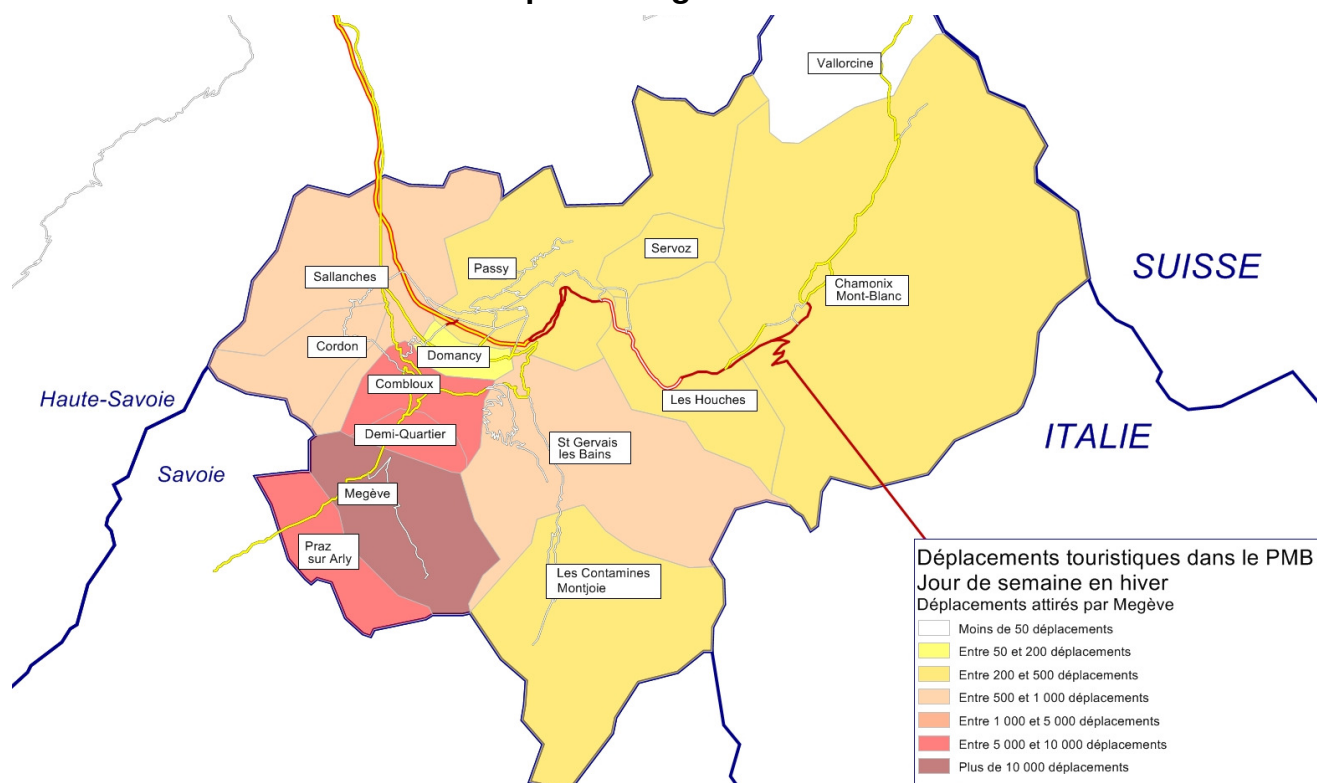 Vallorcine
SUISSE
Servoz
Passy
Sallanches
Chamonix
Mont-Blanc
Cordon
Domancy
Combloux
Les Houches
Haute-Savoie
ITALIE
Demi-Quartier
St Gervais
les Bains
Savoie
Megève
Praz
sur Arly
Les Contamines
Montjoie
Déplacements touristiques dans le PMB
Jour de semaine en hiver
Déplacements attirés par Megève
Moins de 50 déplacements
Entre 50 et 200 déplacements
Entre 200 et 500 déplacements
Entre 500 et 1 000 déplacements
Entre 1 000 et 5 000 déplacements
Entre 5 000 et 10 000 déplacements
Plus de 10 000 déplacements